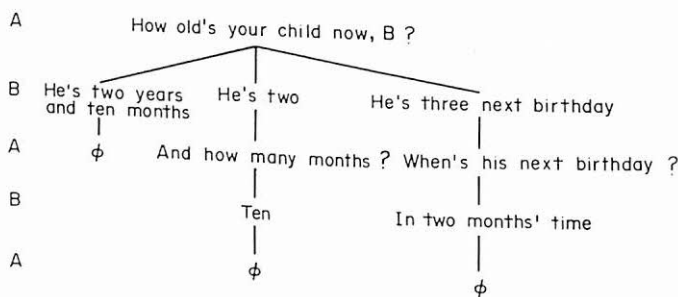 A How old's your child now, B ?
B He's two years and ten months He's two He's three next birthday
A ϕ And how many months ? When's his next birthday ?
B Ten In two months' time
A ϕ ϕ